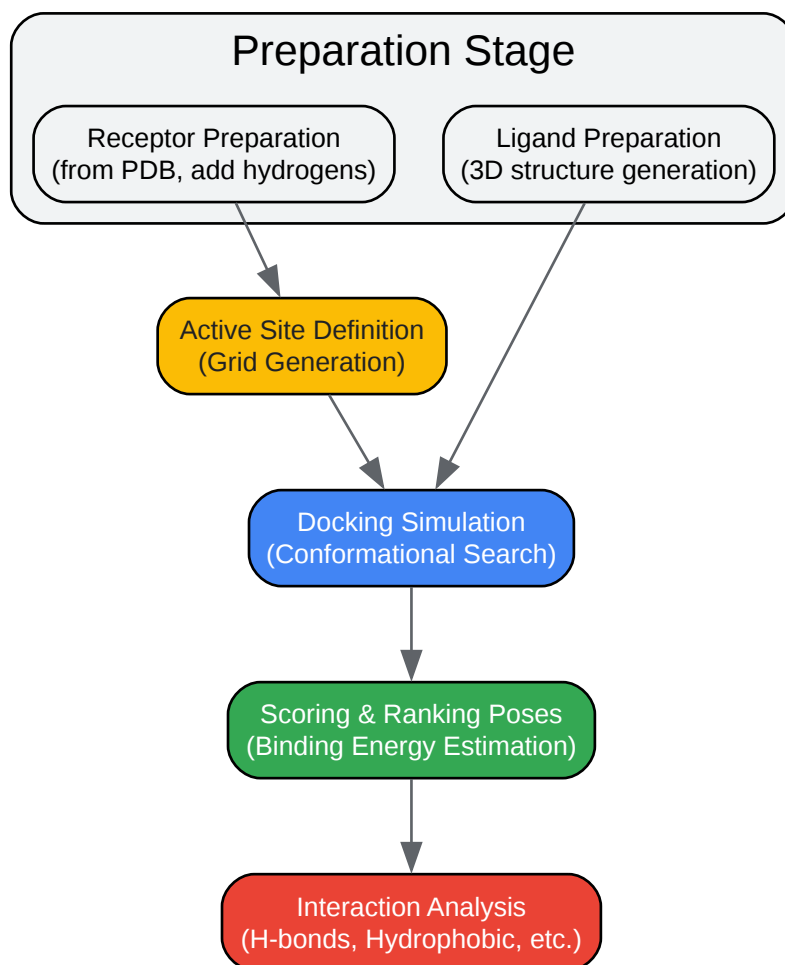 Preparation Stage
Receptor Preparation
(from PDB, add hydrogens)
Ligand Preparation
(3D structure generation)
Active Site Definition
(Grid Generation)
Docking Simulation
(Conformational Search)
Scoring & Ranking Poses
(Binding Energy Estimation)
Interaction Analysis
(H-bonds, Hydrophobic, etc.)